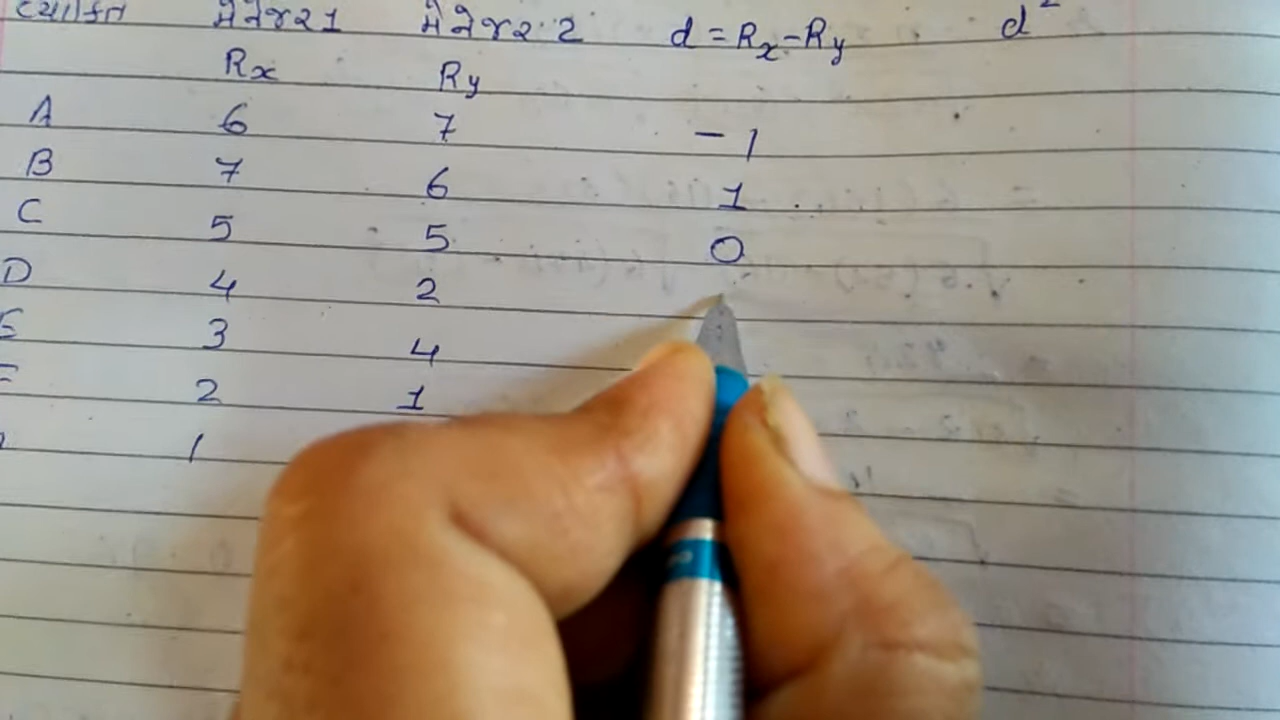 વ્યક્તિ મેનેજર 1 મેનેજર 2 d = Rx - Ry d²
Rx Ry
A 6 7 -1
B 7 6 1
C 5 5 0
D 4 2
E 3 4
F 2 1
1